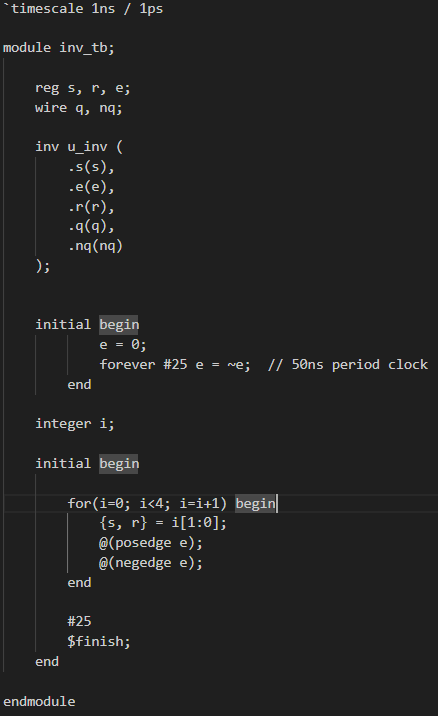 `timescale 1ns / 1ps
module inv_tb;
reg s, r, e;
wire q, nq;
inv u_inv (
.s(s),
.e(e),
.r(r),
.q(q),
.nq(nq)
);
initial begin
e = 0;
forever #25 e = ~e;  // 50ns period clock
end
integer i;
initial begin
for(i=0; i<4; i=i+1) begin
{s, r} = i[1:0];
@(posedge e);
@(negedge e);
end
#25
$finish;
end
endmodule